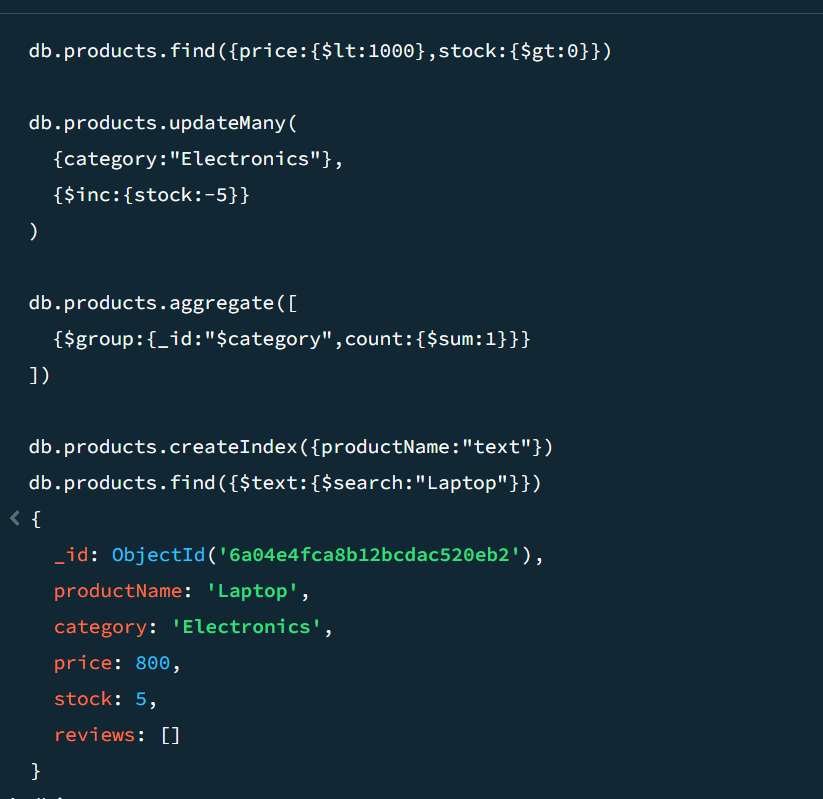 db.products.find({price:{$lt:1000},stock:{$gt:0}})
db.products.updateMany(
{category:"Electronics"},
{$inc:{stock:-5}}
)
db.products.aggregate([
{$group:{_id:"$category",count:{$sum:1}}}
])
db.products.createIndex({productName:"text"})
db.products.find({$text:{$search:"Laptop"}})
{
_id: ObjectId('6a04e4fca8b12bcdac520eb2'),
productName: 'Laptop',
category: 'Electronics',
price: 800,
stock: 5,
reviews: []
}